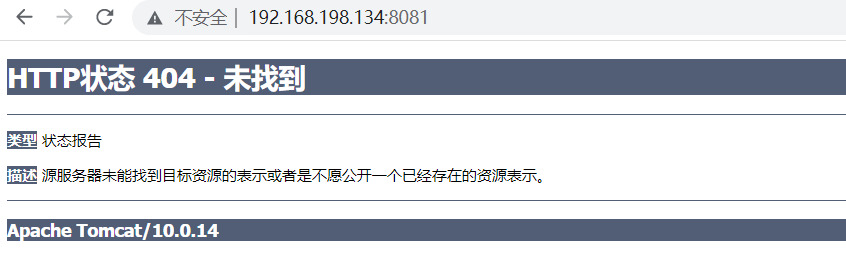 不安全 | 192.168.198.134:8081
HTTP状态 404 - 未找到
类型 状态报告
描述 源服务器未能找到目标资源的表示或者是不愿公开一个已经存在的资源表示。
Apache Tomcat/10.0.14